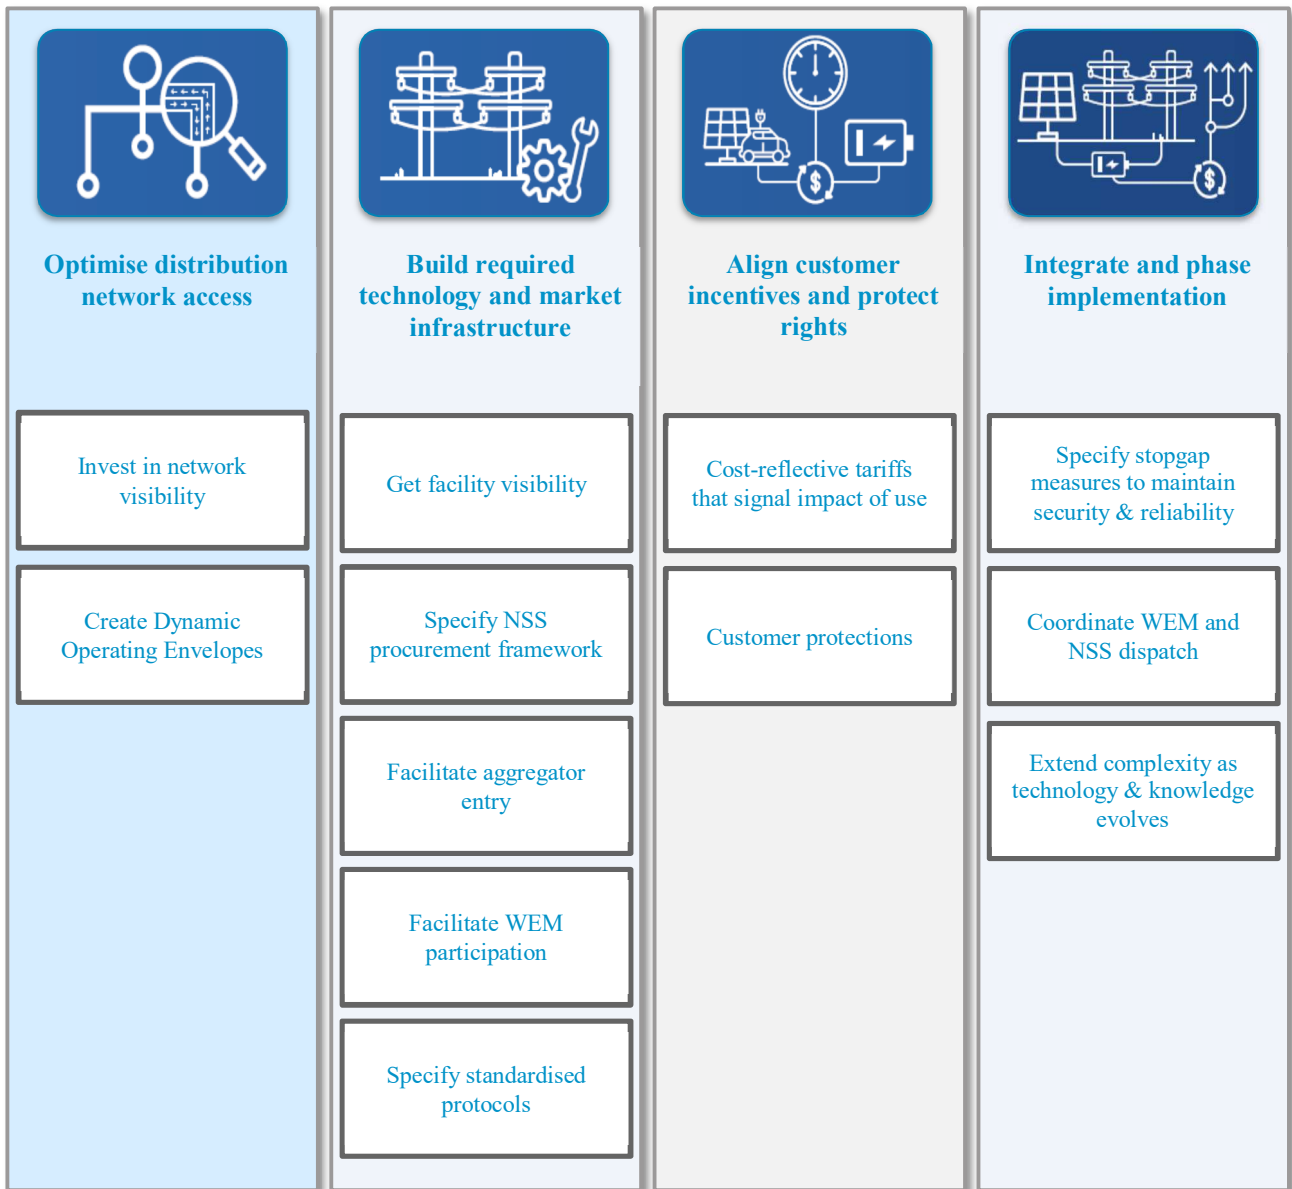 Optimise distribution
network access
Invest in network
visibility
Create Dynamic
Operating Envelopes
Build required
technology and market
infrastructure
Get facility visibility
Specify NSS
procurement framework
Facilitate aggregator
entry
Facilitate WEM
participation
Specify standardised
protocols
Align customer
incentives and protect
rights
Cost-reflective tariffs
that signal impact of use
Customer protections
Integrate and phase
implementation
Specify stopgap
measures to maintain
security & reliability
Coordinate WEM and
NSS dispatch
Extend complexity as
technology & knowledge
evolves